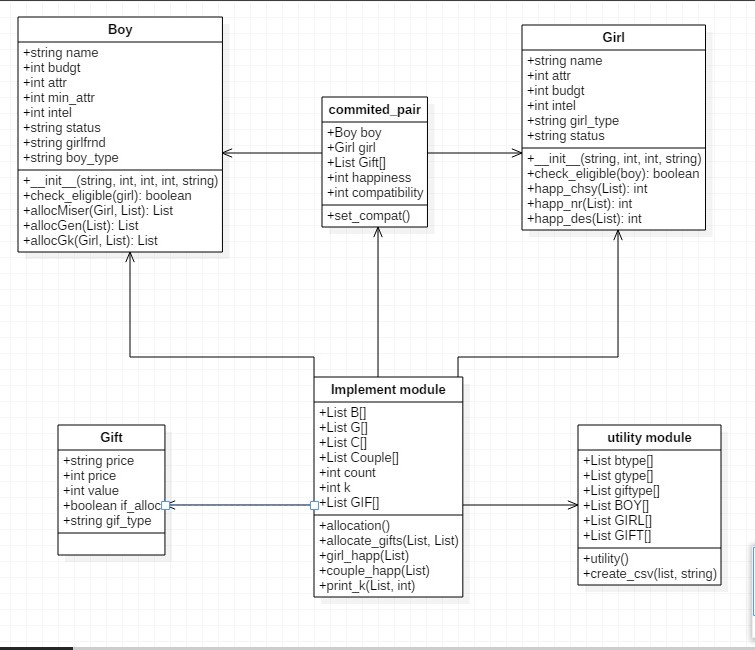 Boy
+string name
+int budgt
+int attr
+int min_attr
+int intel
+string status
+string girlfrnd
+string boy_type
+__init__(string, int, int, int, string)
+check_eligible(girl): boolean
+allocMiser(Girl, List): List
+allocGen(List): List
+allocGk(Girl, List): List
commited_pair
+Boy boy
+Girl girl
+List Gift[]
+int happiness
+int compatibility
+set_compat()
Girl
+string name
+int attr
+int budgt
+int intel
+string girl_type
+string status
+__init__(string, int, int, string)
+check_eligible(boy): boolean
+happ_chsy(List): int
+happ_nr(List): int
+happ_des(List): int
Gift
+string price
+int price
+int value
+boolean if_alloc
+string gif_type
Implement module
+List B[]
+List G[]
+List C[]
+List Couple[]
+int count
+int k
+List GIF[]
+allocation()
+allocate_gifts(List, List)
+girl_happ(List)
+couple_happ(List)
+print_k(List, int)
utility module
+List btype[]
+List gtype[]
+List giftype[]
+List BOY[]
+List GIRL[]
+List GIFT[]
+utility()
+create_csv(list, string)